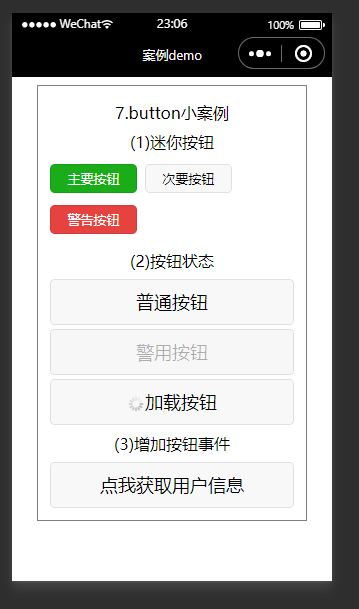 WeChat 23:06 100%
案例demo
7.button小案例
(1)迷你按钮
主要按钮 次要按钮
警告按钮
(2)按钮状态
普通按钮
警用按钮
加载按钮
(3)增加按钮事件
点我获取用户信息